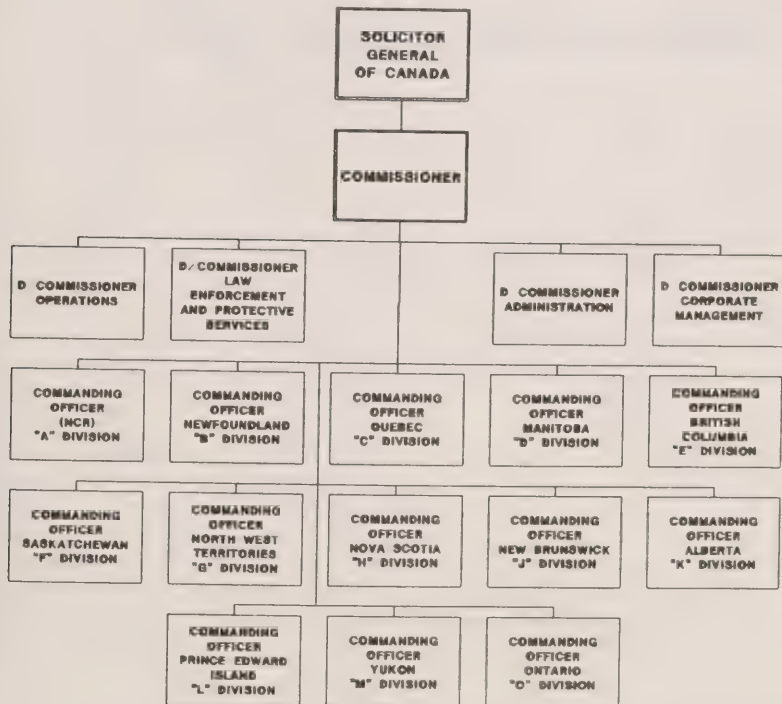 SOLICITOR
GENERAL
OF CANADA
COMMISSIONER
D COMMISSIONER
OPERATIONS
D/COMMISSIONER
LAW
ENFORCEMENT
AND PROTECTIVE
SERVICES
D COMMISSIONER
ADMINISTRATION
D COMMISSIONER
CORPORATE
MANAGEMENT
COMMANDING
OFFICER
(NCR)
"A" DIVISION
COMMANDING
OFFICER
NEWFOUNDLAND
"B" DIVISION
COMMANDING
OFFICER
QUEBEC
"C" DIVISION
COMMANDING
OFFICER
MANITOBA
"D" DIVISION
COMMANDING
OFFICER
BRITISH
COLUMBIA
"E" DIVISION
COMMANDING
OFFICER
SASKATCHEWAN
"F" DIVISION
COMMANDING
OFFICER
NORTH WEST
TERRITORIES
"G" DIVISION
COMMANDING
OFFICER
NOVA SCOTIA
"H" DIVISION
COMMANDING
OFFICER
NEW BRUNSWICK
"J" DIVISION
COMMANDING
OFFICER
ALBERTA
"K" DIVISION
COMMANDING
OFFICER
PRINCE EDWARD
ISLAND
"L" DIVISION
COMMANDING
OFFICER
YUKON
"M" DIVISION
COMMANDING
OFFICER
ONTARIO
"O" DIVISION